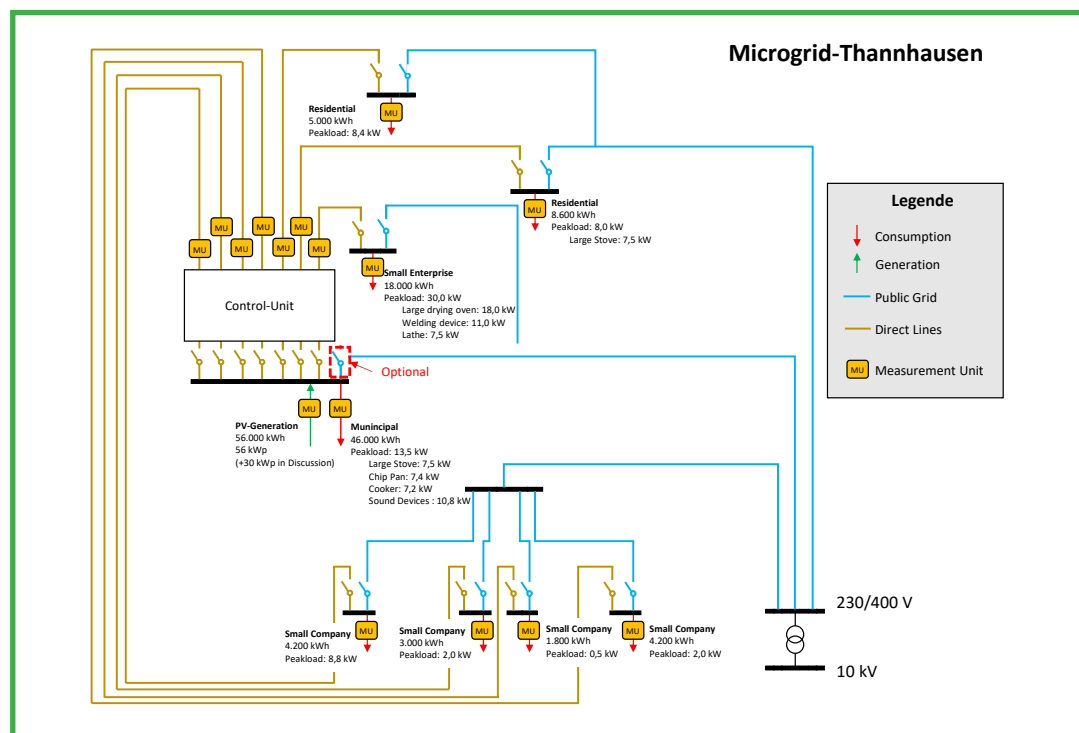 Microgrid-Thannhausen
MU
Residential
5.000 kWh
Peakload: 8,4 kW
MU
Residential
8.600 kWh
Peakload: 8,0 kW
Large Stove: 7,5 kW
Legende
Consumption
Generation
Public Grid
Direct Lines
MU
Measurement Unit
MU
MU
MU
MU
MU
MU
MU
MU
Small Enterprise
18.000 kWh
Peakload: 30,0 kW
Large drying oven: 18,0 kW
Welding device: 11,0 kW
Lathe: 7,5 kW
Control-Unit
Optional
MU
MU
PV-Generation
56.000 kWh
56 kWp
(+30 kWp in Discussion)
Munincipal
46.000 kWh
Peakload: 13,5 kW
Large Stove: 7,5 kW
Chip Pan: 7,4 kW
Cooker: 7,2 kW
Sound Devices : 10,8 kW
MU
MU
MU
MU
Small Company
4.200 kWh
Peakload: 8,8 kW
Small Company
3.000 kWh
Peakload: 2,0 kW
Small Company
1.800 kWh
Peakload: 0,5 kW
Small Company
4.200 kWh
Peakload: 2,0 kW
230/400 V
10 kV